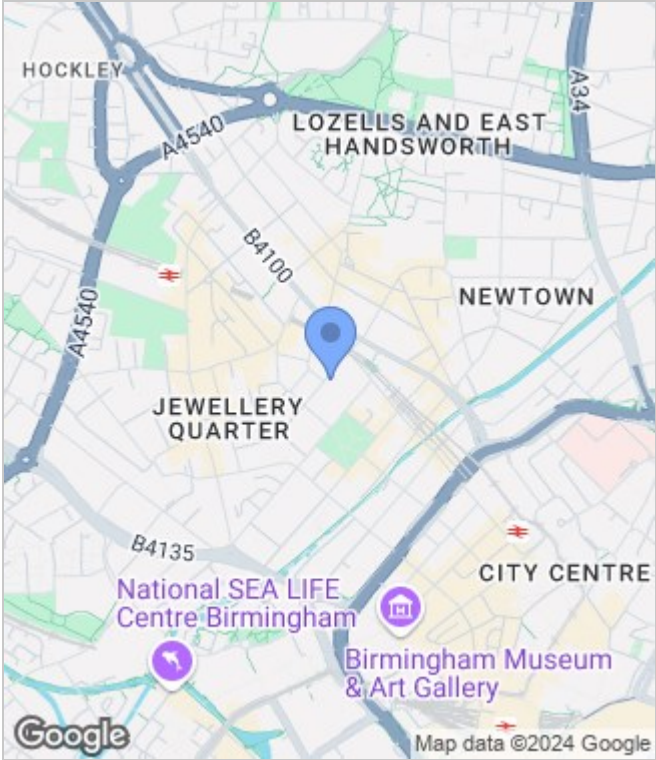 HOCKLEY
A34
A4540
LOZELLS AND EAST
HANDSWORTH
B4100
NEWTOWN
A4540
JEWELLERY
QUARTER
B4135
CITY CENTRE
National SEA LIFE
Centre Birmingham
Birmingham Museum
& Art Gallery
Google
Map data ©2024 Google